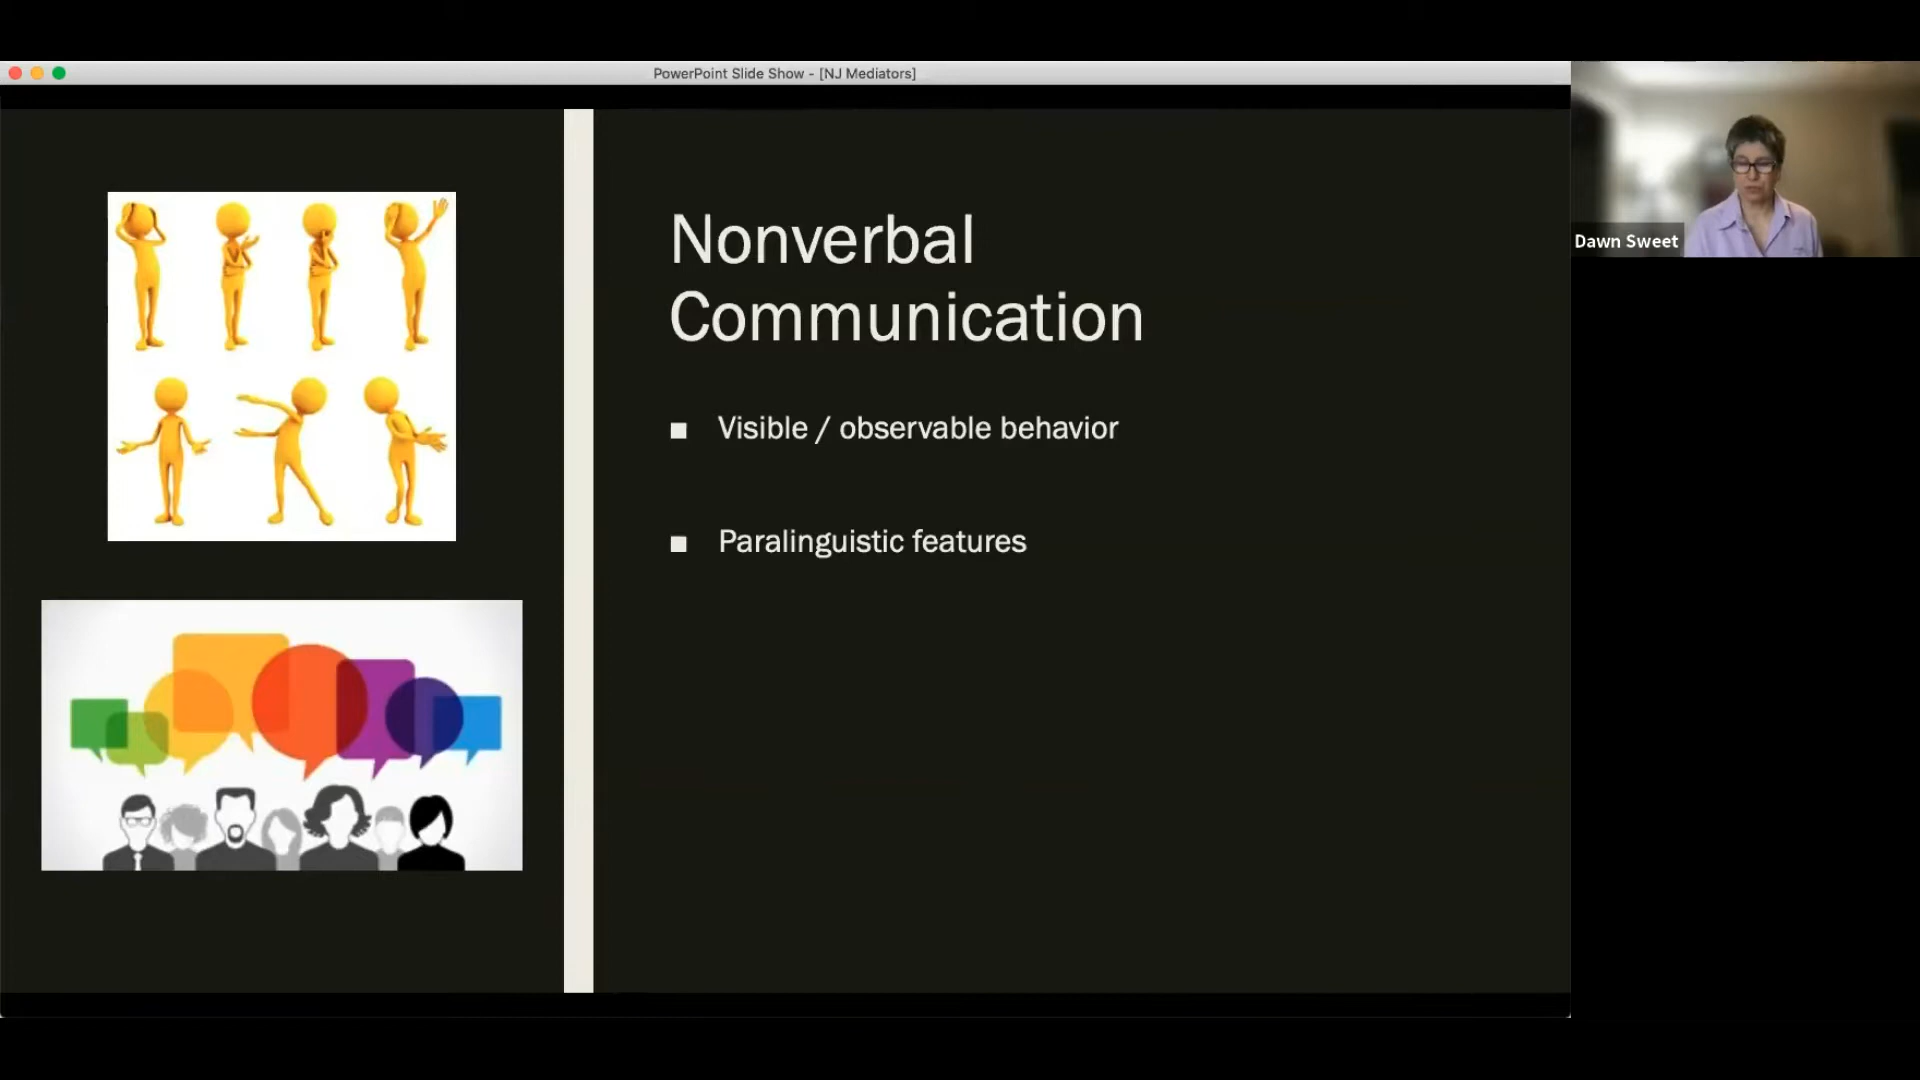 PowerPoint Slide Show - [NJ Mediators]
Nonverbal
Communication
■ Visible / observable behavior
■ Paralinguistic features
Dawn Sweet